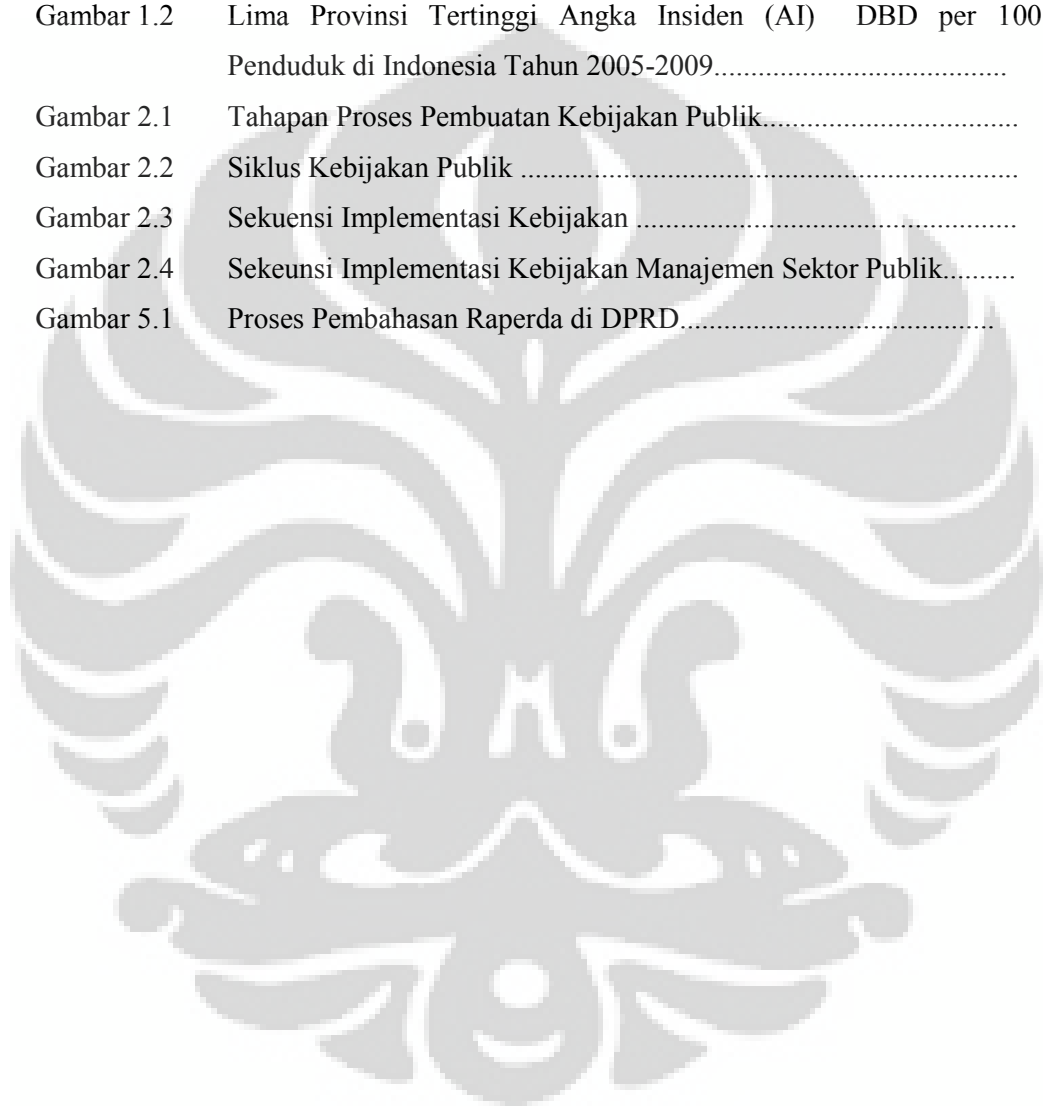 Gambar 1.2 Lima Provinsi Tertinggi Angka Insiden (AI) DBD per 100
Penduduk di Indonesia Tahun 2005-2009.......................................
Gambar 2.1 Tahapan Proses Pembuatan Kebijakan Publik..................................
Gambar 2.2 Siklus Kebijakan Publik ...................................................................
Gambar 2.3 Sekuensi Implementasi Kebijakan ...................................................
Gambar 2.4 Sekeunsi Implementasi Kebijakan Manajemen Sektor Publik..........
Gambar 5.1 Proses Pembahasan Raperda di DPRD..........................................